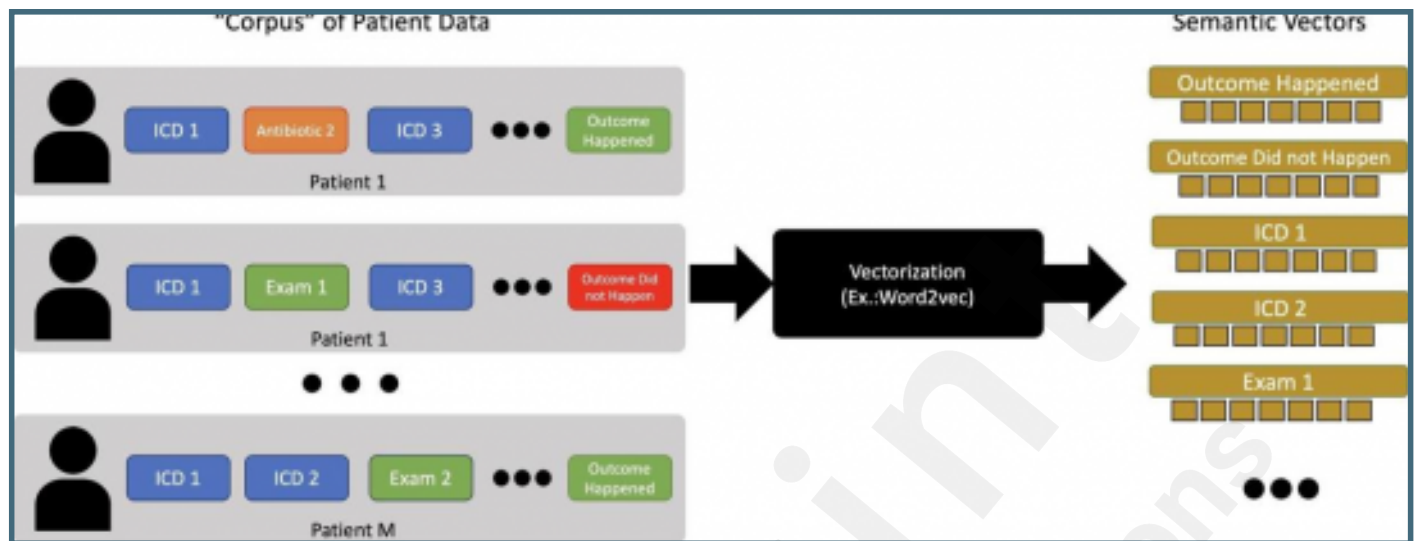 "Corpus" of Patient Data
Semantic Vectors
ICD 1
Antibiotic 2
ICD 3
Outcome
Happened
Patient 1
ICD 1
Exam 1
ICD 3
Outcome Did
not Happen
Patient 1
ICD 1
ICD 2
Exam 2
Outcome
Happened
Patient M
Vectorization
(Ex.:Word2vec)
Outcome Happened
Outcome Did not Happen
ICD 1
ICD 2
Exam 1